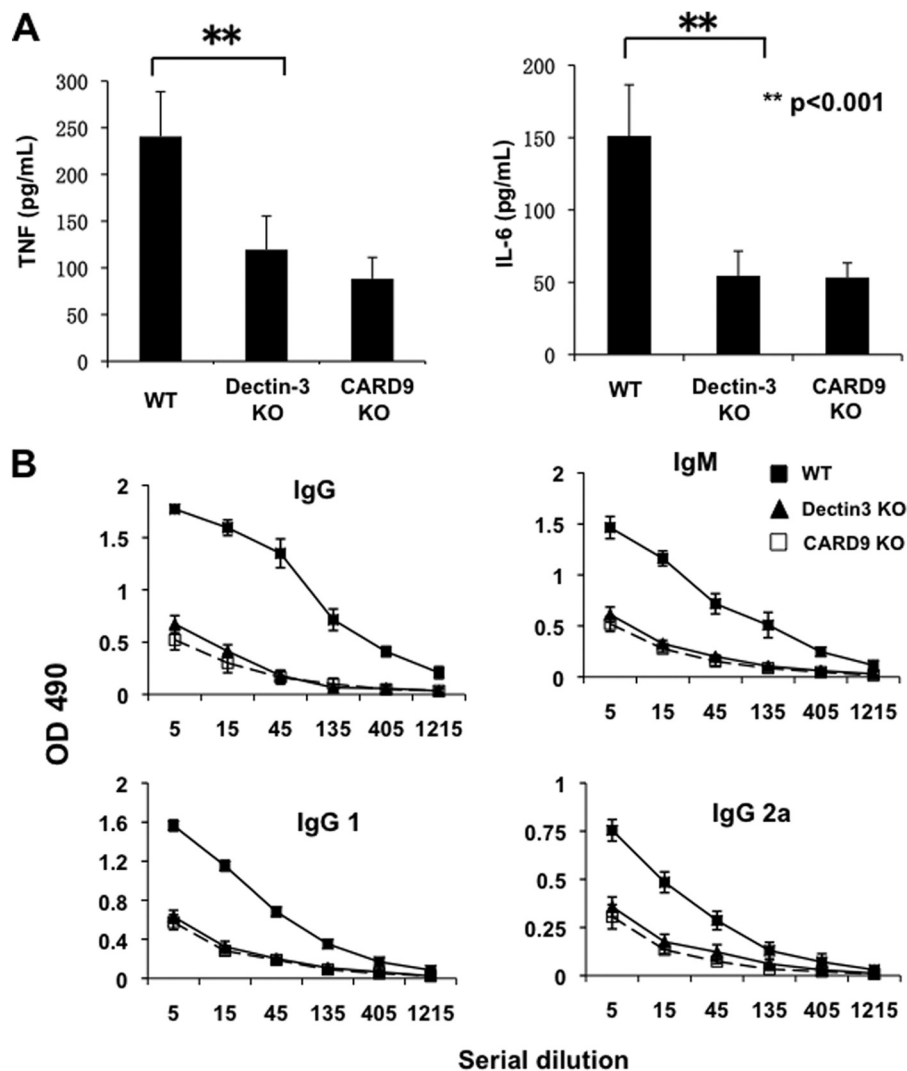 A
**
300
250
200
150
100
50
0
TNF (pg/mL)
WT
Dectin-3
KO
CARD9
KO
**
** p<0.001
200
150
100
50
0
IL-6 (pg/mL)
WT
Dectin-3
KO
CARD9
KO
B
OD 490
IgG
2
1.5
1
0.5
0
5 15 45 135 405 1215
IgM
WT
Dectin3 KO
CARD9 KO
2
1.5
1
0.5
0
5 15 45 135 405 1215
IgG 1
2
1.6
1.2
0.8
0.4
0
5 15 45 135 405 1215
IgG 2a
1
0.75
0.5
0.25
0
5 15 45 135 405 1215
Serial dilution